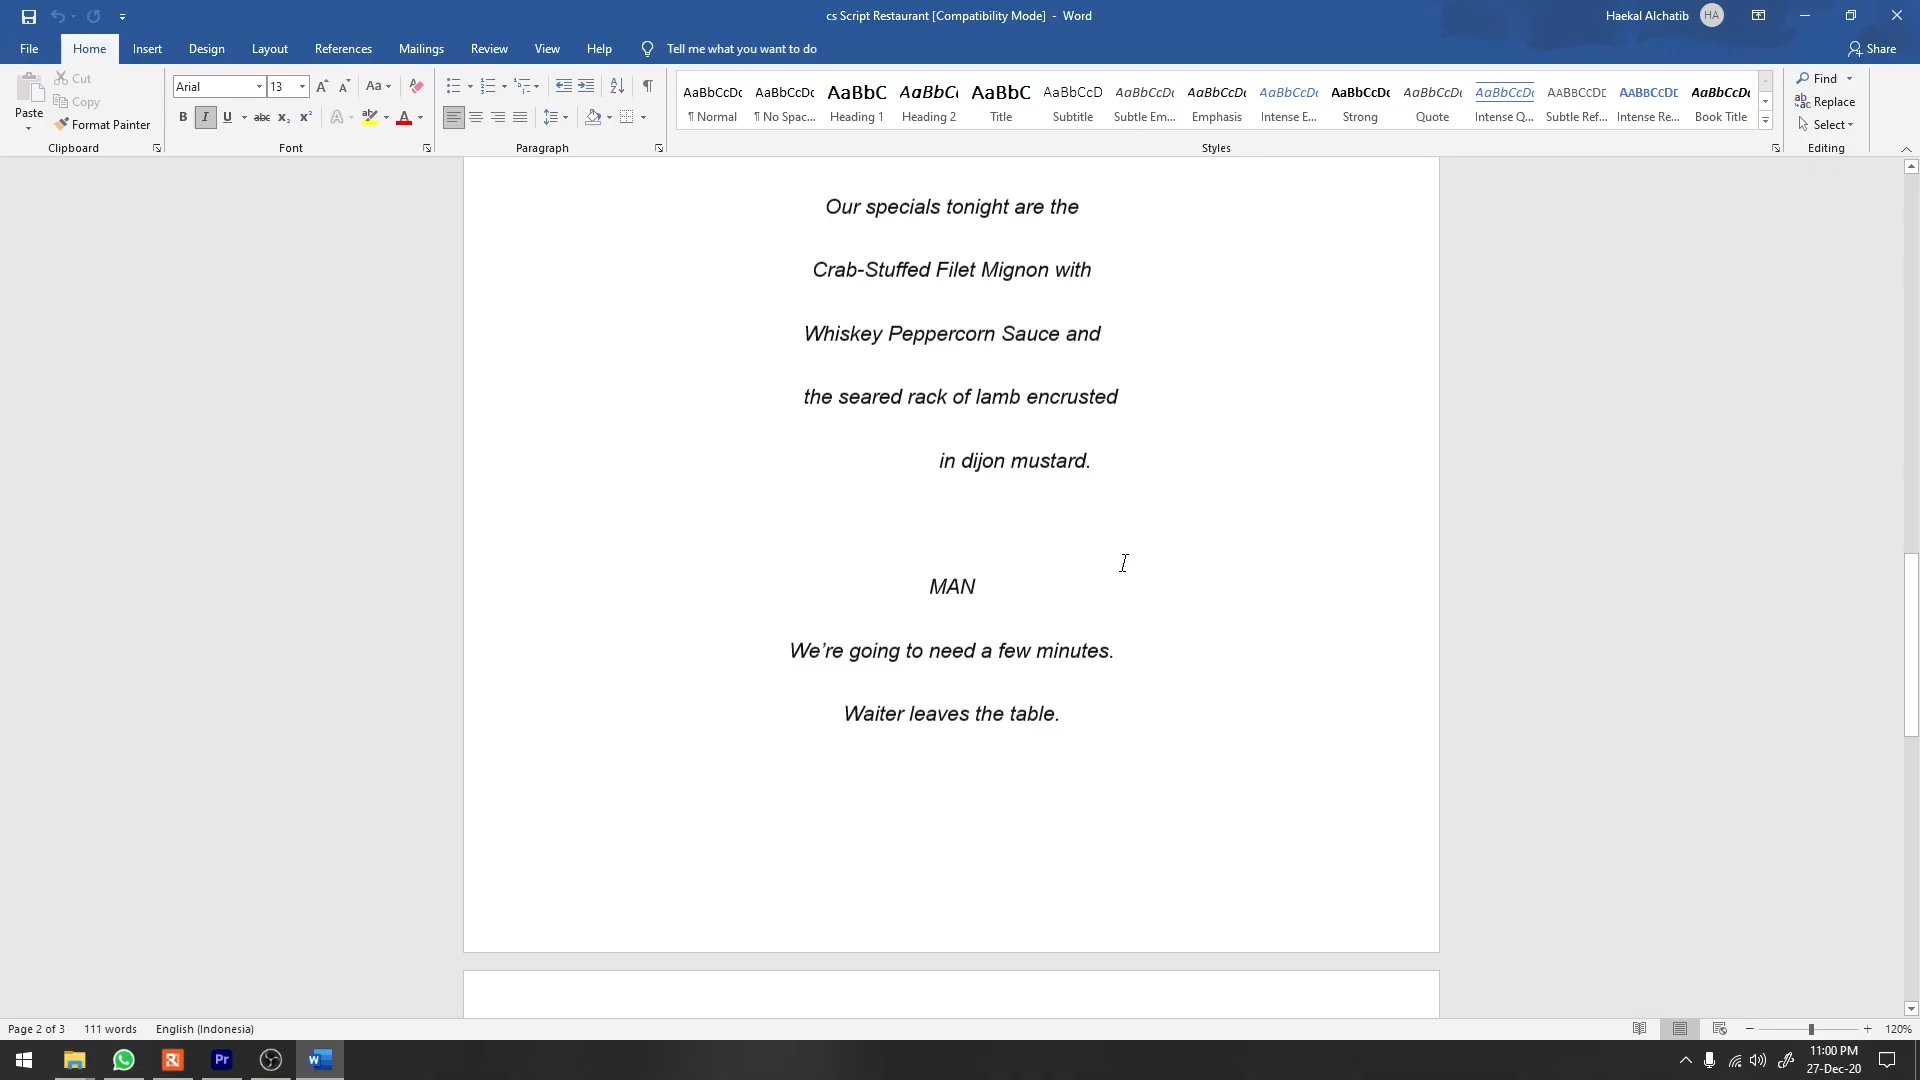 cs Script Restaurant [Compatibility Mode] - Word
Haekal Alchatib
HA
File
Home
Insert
Design
Layout
References
Mailings
Review
View
Help
Tell me what you want to do
Share
Paste
Cut
Copy
Format Painter
Clipboard
Arial
13
Font
Paragraph
AaBbCcDc
¶ Normal
AaBbCcDc
¶ No Spac...
AaBbC
Heading 1
AaBbC
Heading 2
AaBbC
Title
AaBbCcD
Subtitle
AaBbCcDc
Subtle Em...
AaBbCcDc
Emphasis
AaBbCcDc
Intense E...
AaBbCcDc
Strong
AaBbCcDc
Quote
AaBbCcDc
Intense Q...
AABBCCDE
Subtle Ref...
AABBCCDE
Intense Re...
AaBbCcDc
Book Title
Styles
Find
Replace
Select
Editing
Our specials tonight are the
Crab-Stuffed Filet Mignon with
Whiskey Peppercorn Sauce and
the seared rack of lamb encrusted
in dijon mustard.
MAN
We’re going to need a few minutes.
Waiter leaves the table.
Page 2 of 3
111 words
English (Indonesia)
120%
11:00 PM
27-Dec-20